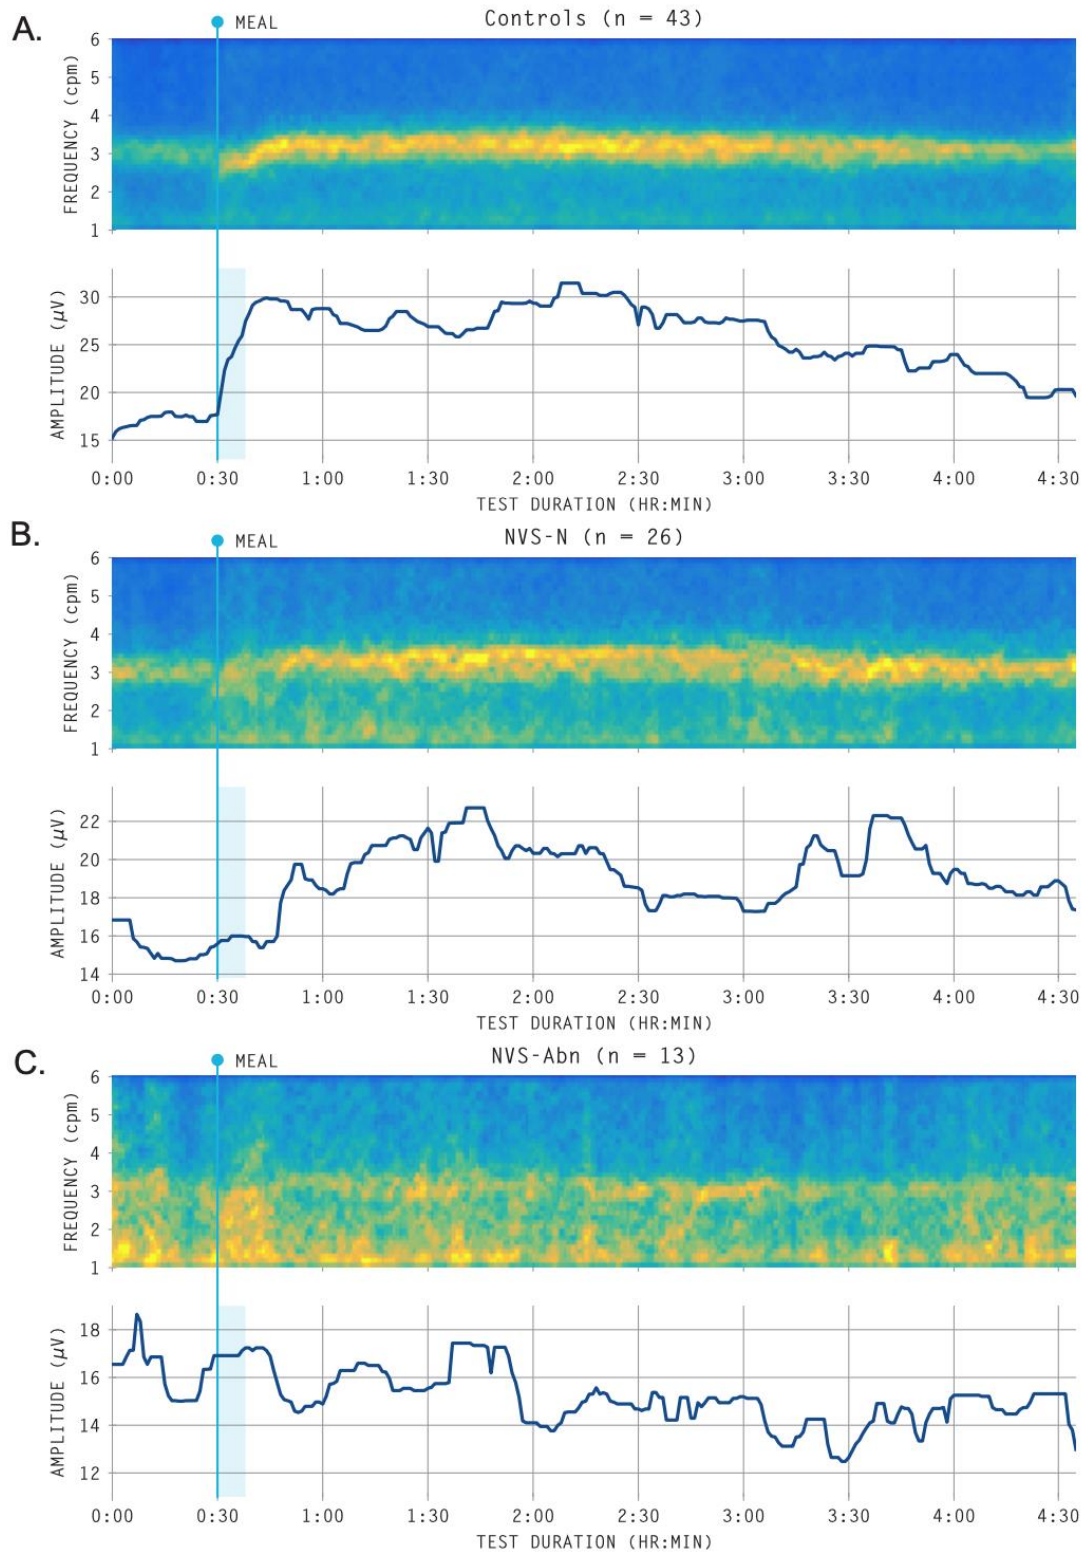 A.
Controls (n = 43)
MEAL
FREQUENCY (cpm)
6
5
4
3
2
1
AMPLITUDE (μV)
30
25
20
15
0:00 0:30 1:00 1:30 2:00 2:30 3:00 3:30 4:00 4:30
TEST DURATION (HR:MIN)
B.
NVS-N (n = 26)
MEAL
FREQUENCY (cpm)
6
5
4
3
2
1
AMPLITUDE (μV)
22
20
18
16
14
0:00 0:30 1:00 1:30 2:00 2:30 3:00 3:30 4:00 4:30
TEST DURATION (HR:MIN)
C.
NVS-Abn (n = 13)
MEAL
FREQUENCY (cpm)
6
5
4
3
2
1
AMPLITUDE (μV)
18
16
14
12
0:00 0:30 1:00 1:30 2:00 2:30 3:00 3:30 4:00 4:30
TEST DURATION (HR:MIN)